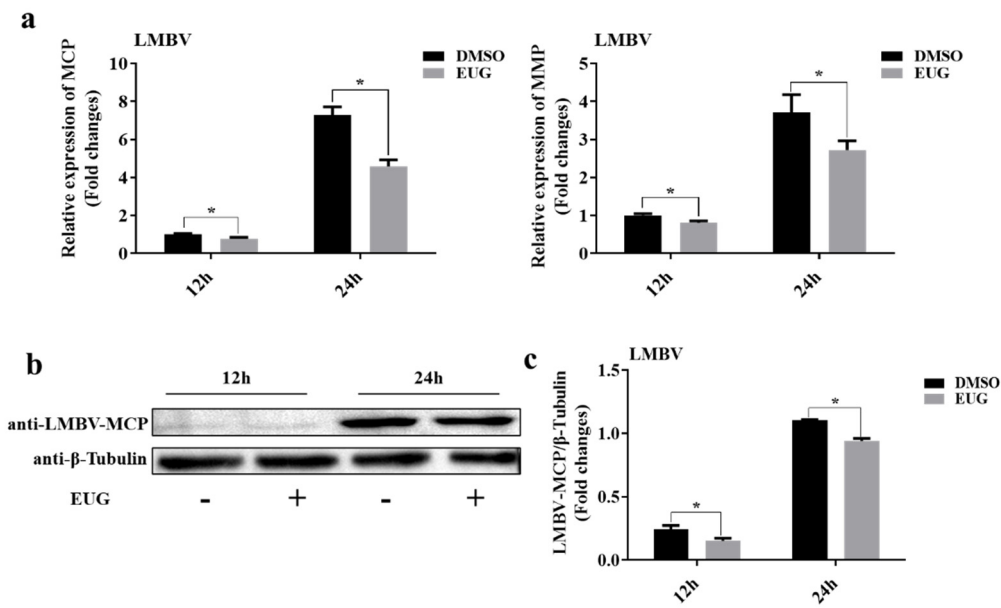 a
LMBV
Relative expression of MCP
(Fold changes)
10
8
6
4
2
0
*
*
12h
24h
DMSO
EUG
LMBV
Relative expression of MMP
(Fold changes)
5
4
3
2
1
0
*
*
12h
24h
DMSO
EUG
b
12h 24h
anti-LMBV-MCP
anti-β-Tubulin
EUG - + - +
c
LMBV
LMBV-MCP/β-Tubulin
(Fold changes)
1.5
1.0
0.5
0.0
*
*
12h
24h
DMSO
EUG